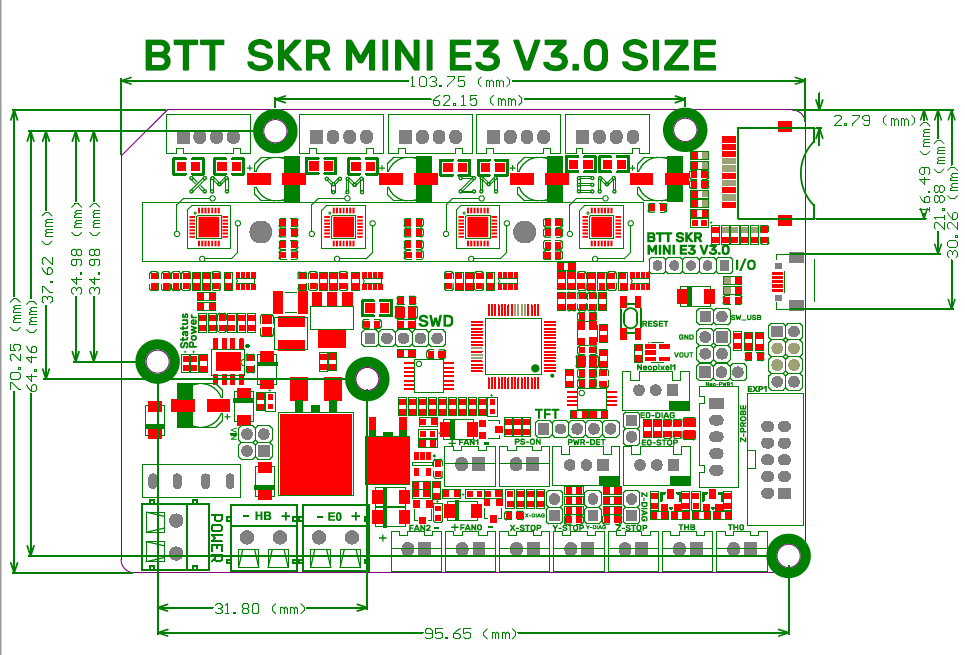 BTT SKR MINI E3 V3.0 SIZE
103.75 (mm)
62.15 (mm)
2.79 (mm)
16.49 (mm)
21.88 (mm)
30.26 (mm)
70.25 (mm)
64.46 (mm)
37.62 (mm)
34.98 (mm)
34.98 (mm)
XM
YM
ZM
EM
BTT SKR
MINI E3 V3.0
I/O
Status
Power
SWD
RESET
SW_USB
GND
VOUT
Neopixel1
Neo-PWR1
EXP1
VIN
TFT
E0-DIAG
Z-PROBE
+ FAN1 -
PS-ON
PWR-DET
E0-STOP
X-DIAG
Y-DIAG
Z-DIAG
POWER
- HB +
- E0 +
+
FAN2 -
+ FAN0 -
X-STOP
Y-STOP
Z-STOP
THB
TH0
31.80 (mm)
95.65 (mm)